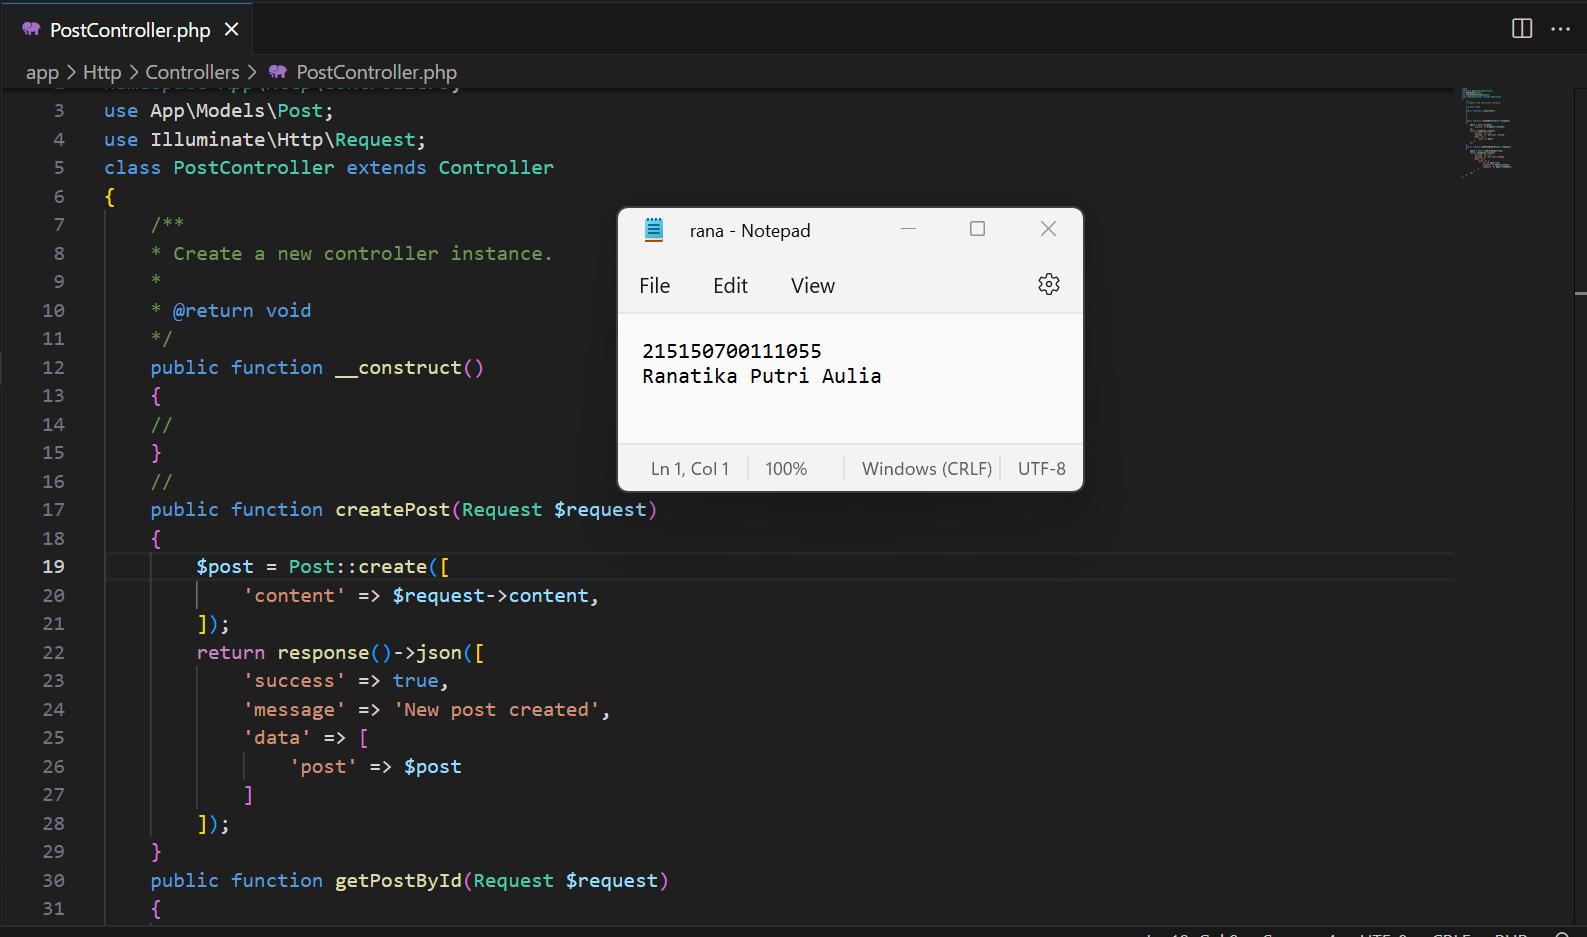 PostController.php
app > Http > Controllers > PostController.php
3 use App\Models\Post;
4 use Illuminate\Http\Request;
5 class PostController extends Controller
6 {
7 /**
8 * Create a new controller instance.
9 *
10 * @return void
11 */
12 public function __construct()
13 {
14 //
15 }
16 //
17 public function createPost(Request $request)
18 {
19 $post = Post::create([
20 'content' => $request->content,
21 ]);
22 return response()->json([
23 'success' => true,
24 'message' => 'New post created',
25 'data' => [
26 'post' => $post
27 ]
28 ]);
29 }
30 public function getPostById(Request $request)
31 {
rana - Notepad
File Edit View
215150700111055
Ranatika Putri Aulia
Ln 1, Col 1 100% Windows (CRLF) UTF-8